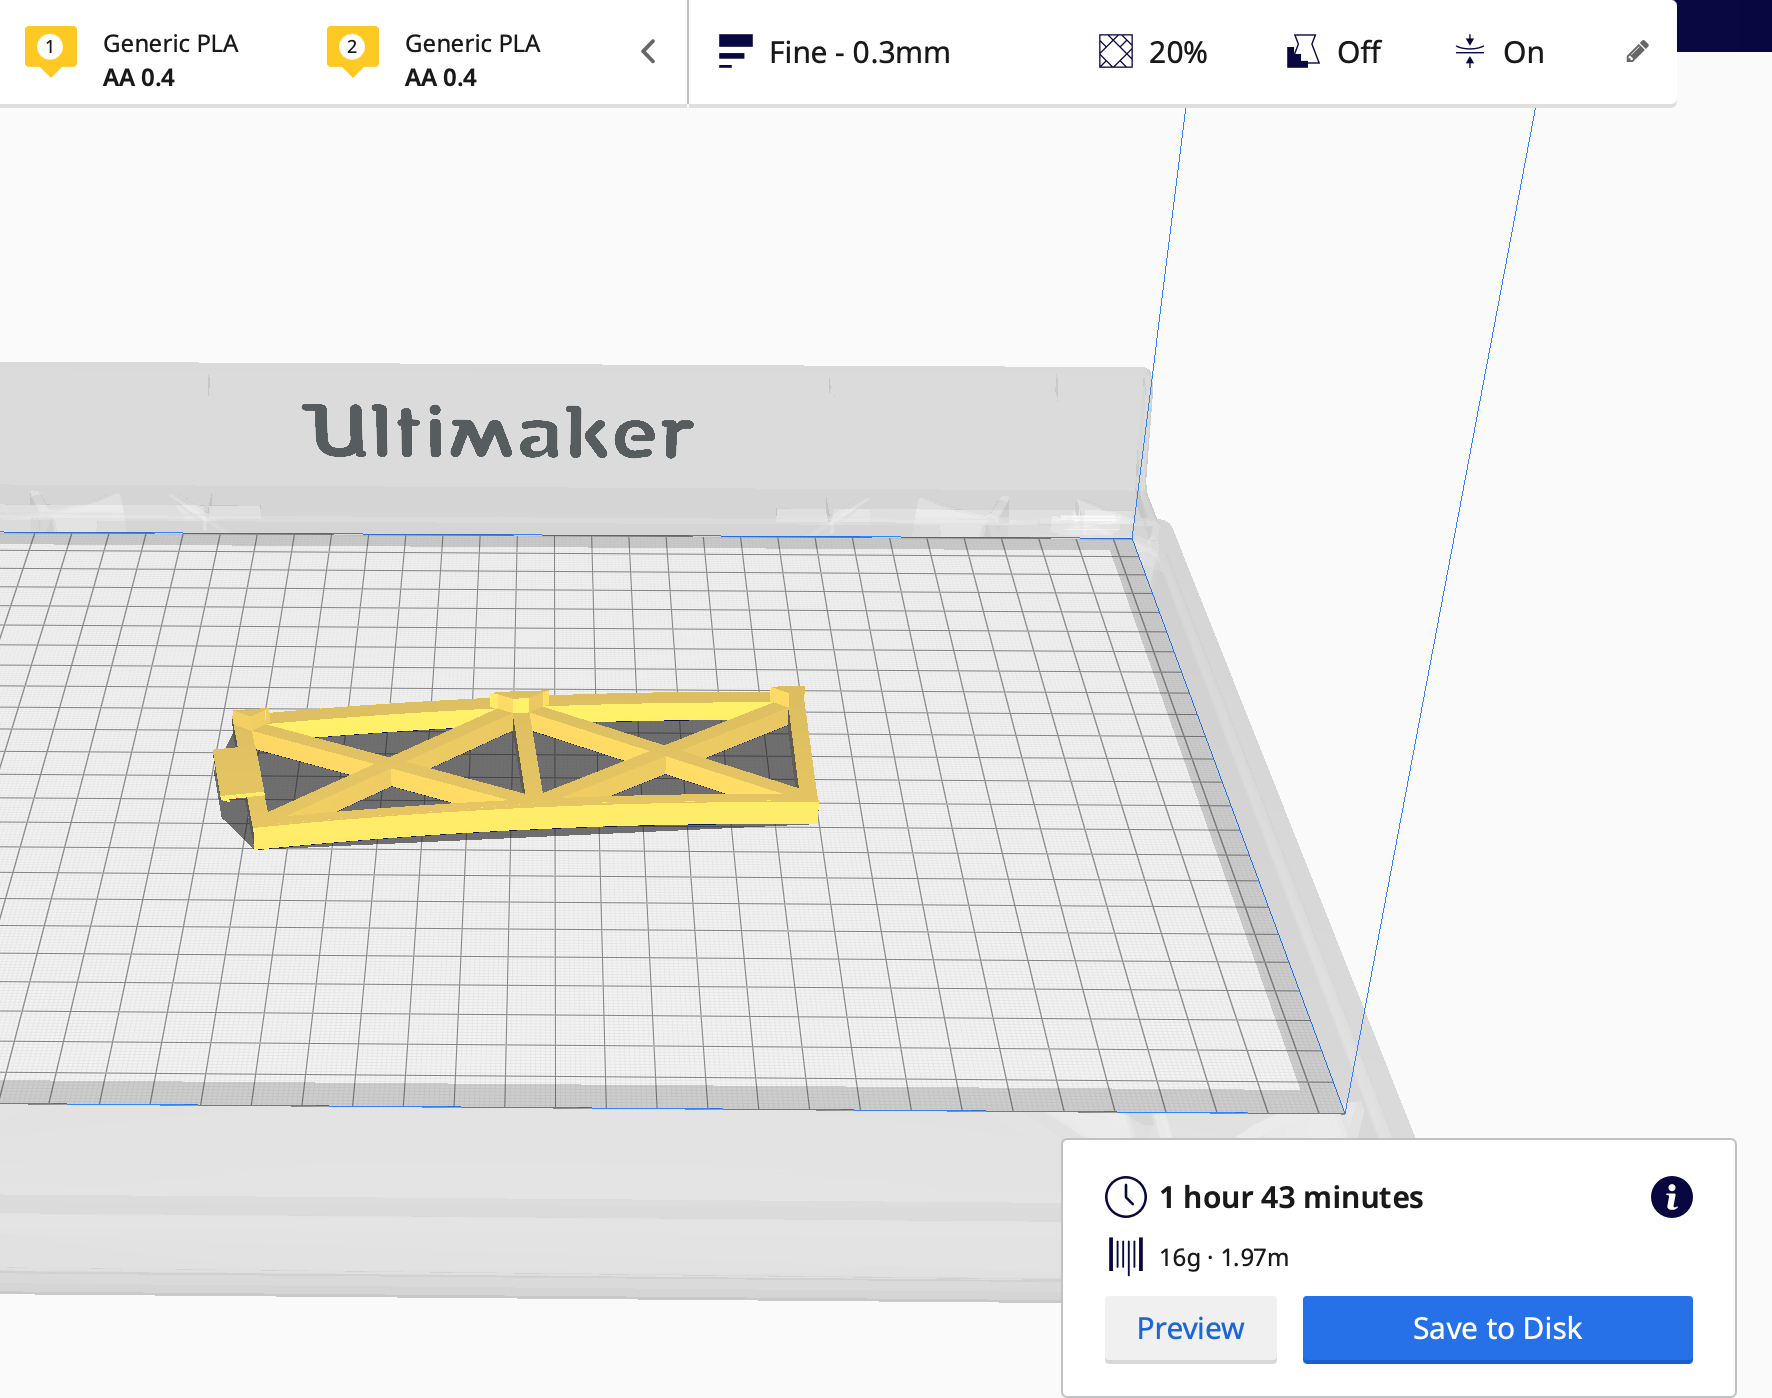 1 Generic PLA
AA 0.4
2 Generic PLA
AA 0.4
Fine - 0.3mm
20%
Off
On
Ultimaker
1 hour 43 minutes
i
16g · 1.97m
Preview
Save to Disk